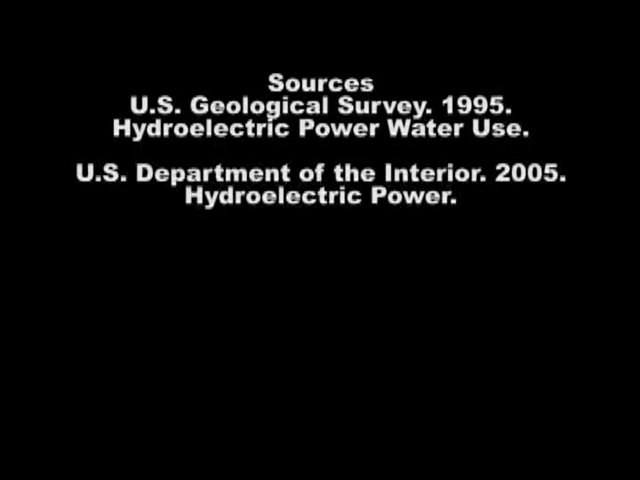 Sources
U.S. Geological Survey. 1995.
Hydroelectric Power Water Use.
U.S. Department of the Interior. 2005.
Hydroelectric Power.